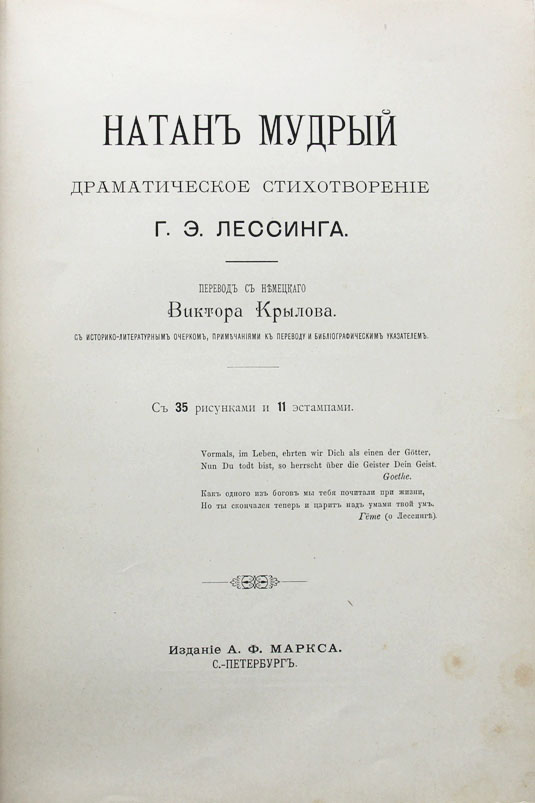 НАТАНЪ МУДРЫЙ
ДРАМАТИЧЕСКОЕ СТИХОТВОРЕНІЕ
Г. Э. ЛЕССИНГА.
ПЕРЕВОДЪ СЪ НѢМЕЦКАГО
Виктора Крылова.
СЪ ИСТОРИКО-ЛИТЕРАТУРНЫМЪ ОЧЕРКОМЪ, ПРИМѢЧАНІЯМИ КЪ ПЕРЕВОДУ И БИБЛІОГРАФИЧЕСКИМЪ УКАЗАТЕЛЕМЪ.
Съ 35 рисунками и 11 эстампами.
Vormals, im Leben, ehrten wir Dich als einen der Götter,
Nun Du todt bist, so herrscht über die Geister Dein Geist.
Goethe.
Какъ одного изъ боговъ мы тебя почитали при жизни,
Но ты скончался теперь и царитъ надъ умами твой умъ.
Гёте (о Лессингѣ).
Изданіе А. Ф. МАРКСА.
С.-ПЕТЕРБУРГЪ.